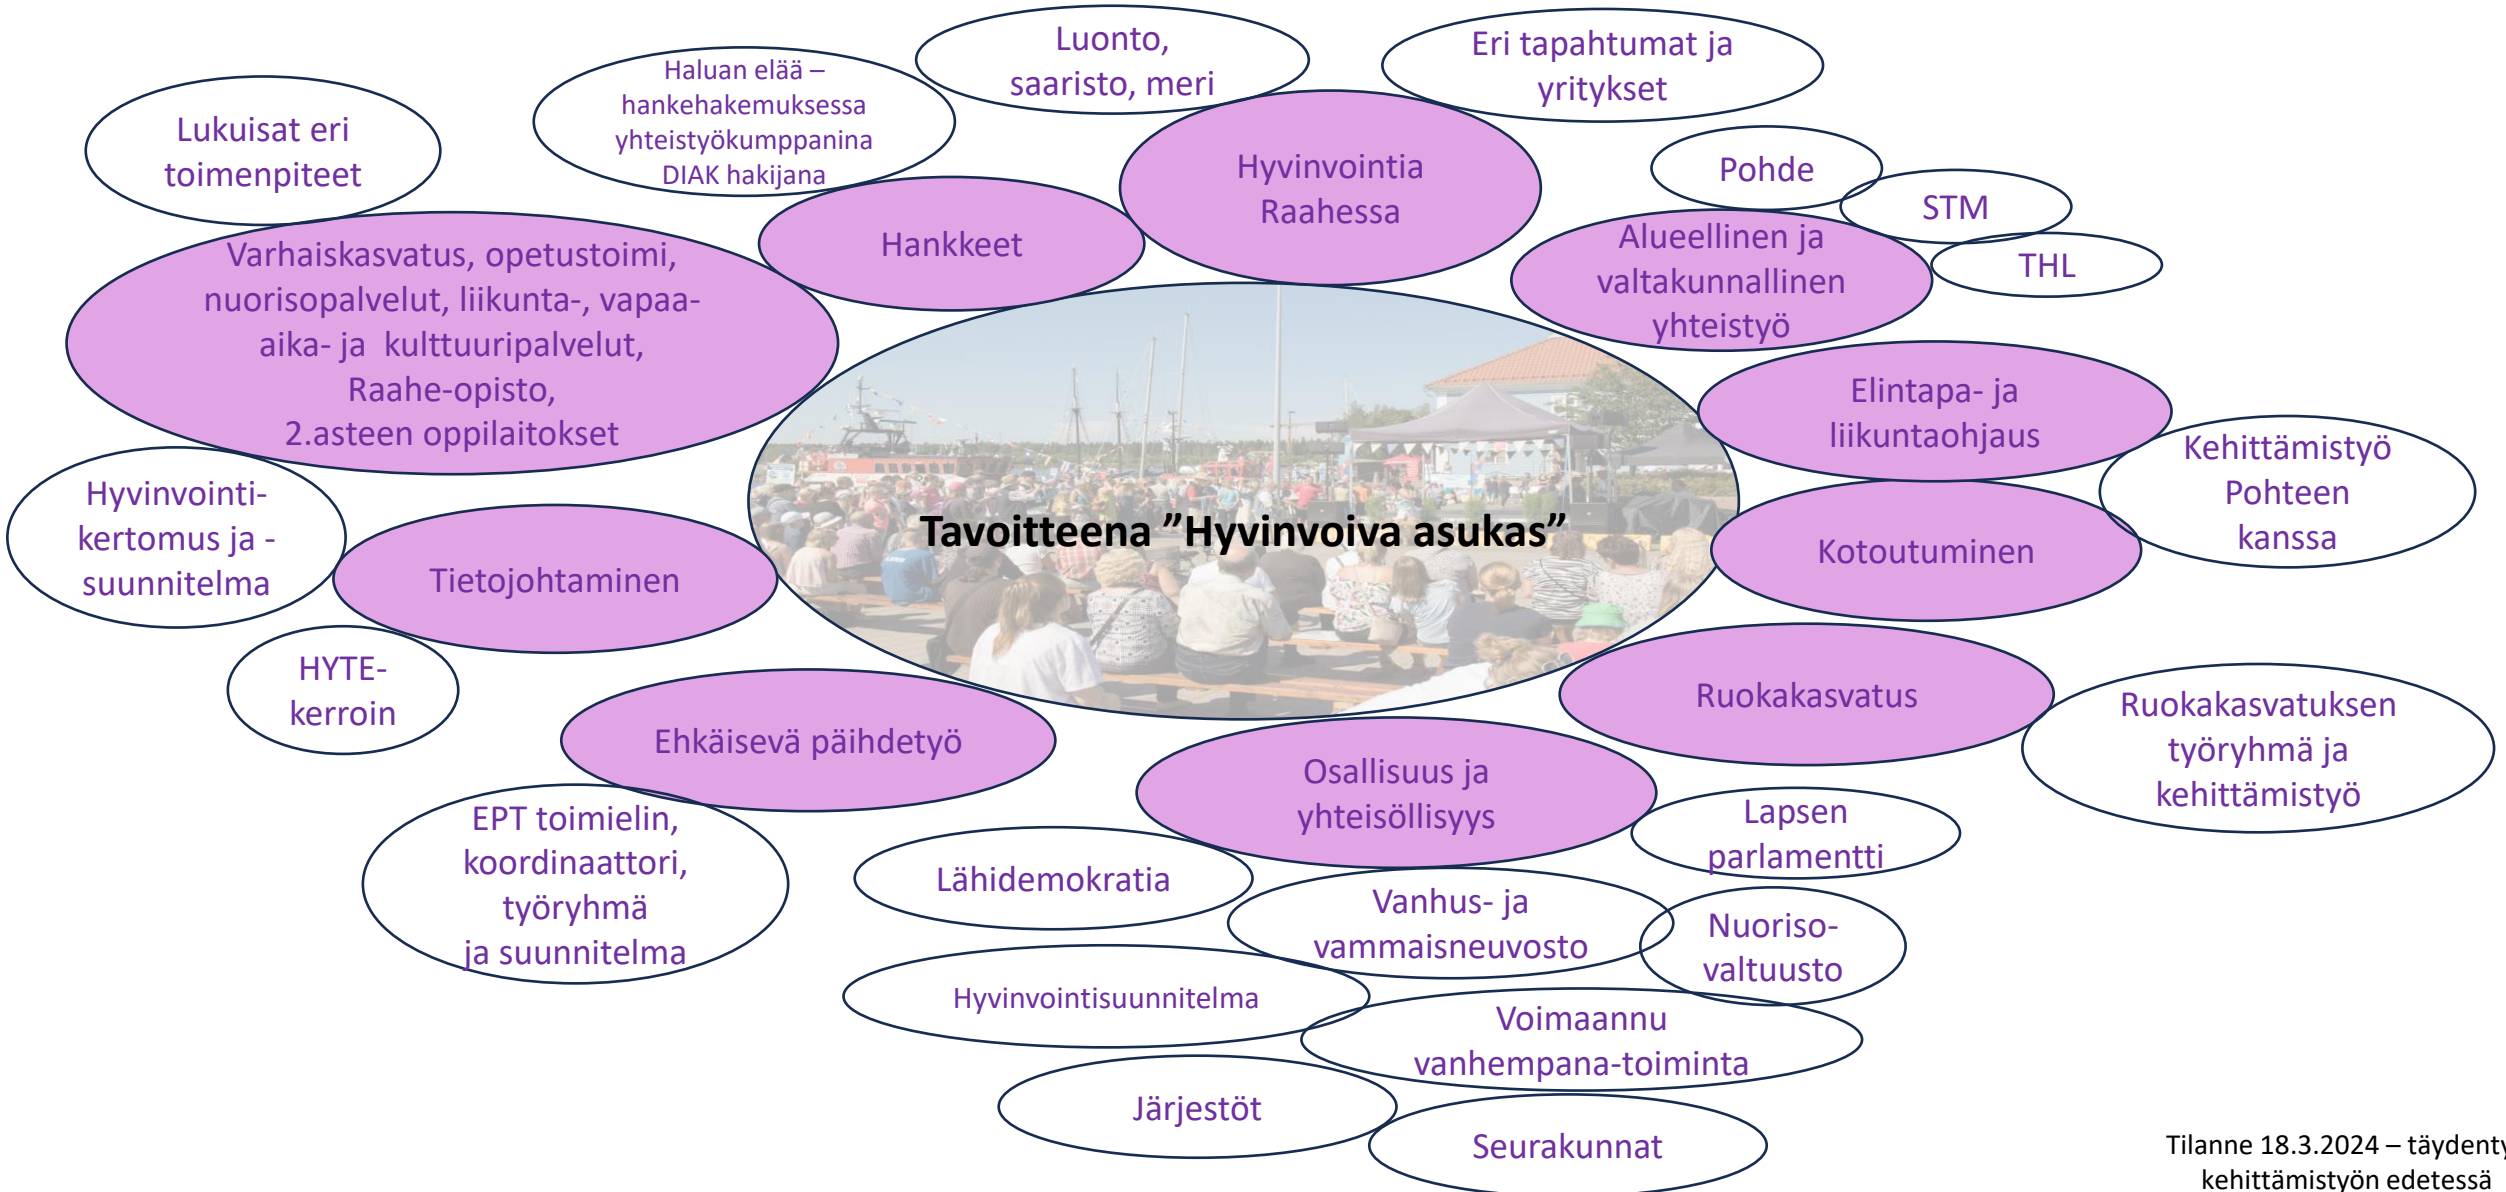 Luonto,
saaristo, meri
Eri tapahtumat ja
yritykset
Haluan elää –
hankehakemuksessa
yhteistyökumppanina
DIAK hakijana
Lukuisat eri
toimenpiteet
Hyvinvointia
Raahessa
Pohde
STM
THL
Hankkeet
Alueellinen ja
valtakunnallinen
yhteistyö
Varhaiskasvatus, opetustoimi,
nuorisopalvelut, liikunta-, vapaa-
aika- ja kulttuuripalvelut,
Raahe-opisto,
2.asteen oppilaitokset
Elintapa- ja
liikuntaohjaus
Kehittämistyö
Pohteen
kanssa
Hyvinvointi-
kertomus ja -
suunnitelma
Tavoitteena ”Hyvinvoiva asukas”
Kotoutuminen
Tietojohtaminen
HYTE-
kerroin
Ruokakasvatus
Ruokakasvatuksen
työryhmä ja
kehittämistyö
Ehkäisevä päihdetyö
Osallisuus ja
yhteisöllisyys
EPT toimielin,
koordinaattori,
työryhmä
ja suunnitelma
Lapsen
parlamentti
Lähidemokratia
Vanhus- ja
vammaisneuvosto
Nuoriso-
valtuusto
Hyvinvointisuunnitelma
Voimaannu
vanhempana-toiminta
Järjestöt
Seurakunnat
Tilanne 18.3.2024 – täydenty
kehittämistyön edetessä